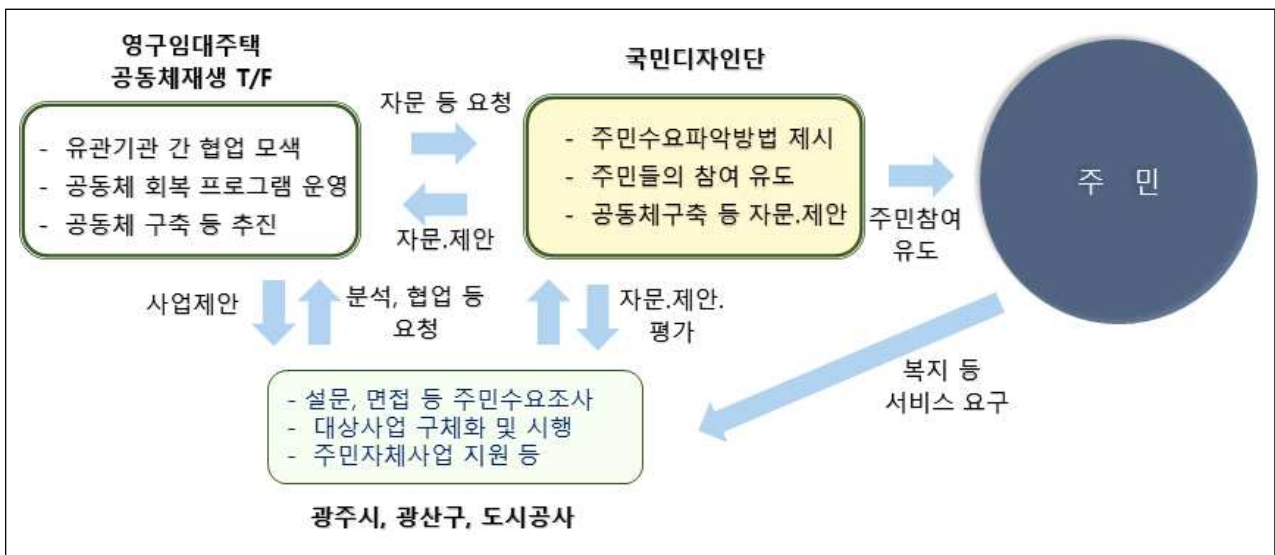 영구임대주택
공동체재생 T/F
- 유관기관 간 협업 모색
- 공동체 회복 프로그램 운영
- 공동체 구축 등 추진
자문 등 요청
자문.제안
국민디자인단
- 주민수요파악방법 제시
- 주민들의 참여 유도
- 공동체구축 등 자문.제안
주민참여
유도
주 민
사업제안
분석, 협업 등
요청
자문.제안.
평가
복지 등
서비스 요구
- 설문, 면접 등 주민수요조사
- 대상사업 구체화 및 시행
- 주민자체사업 지원 등
광주시, 광산구, 도시공사